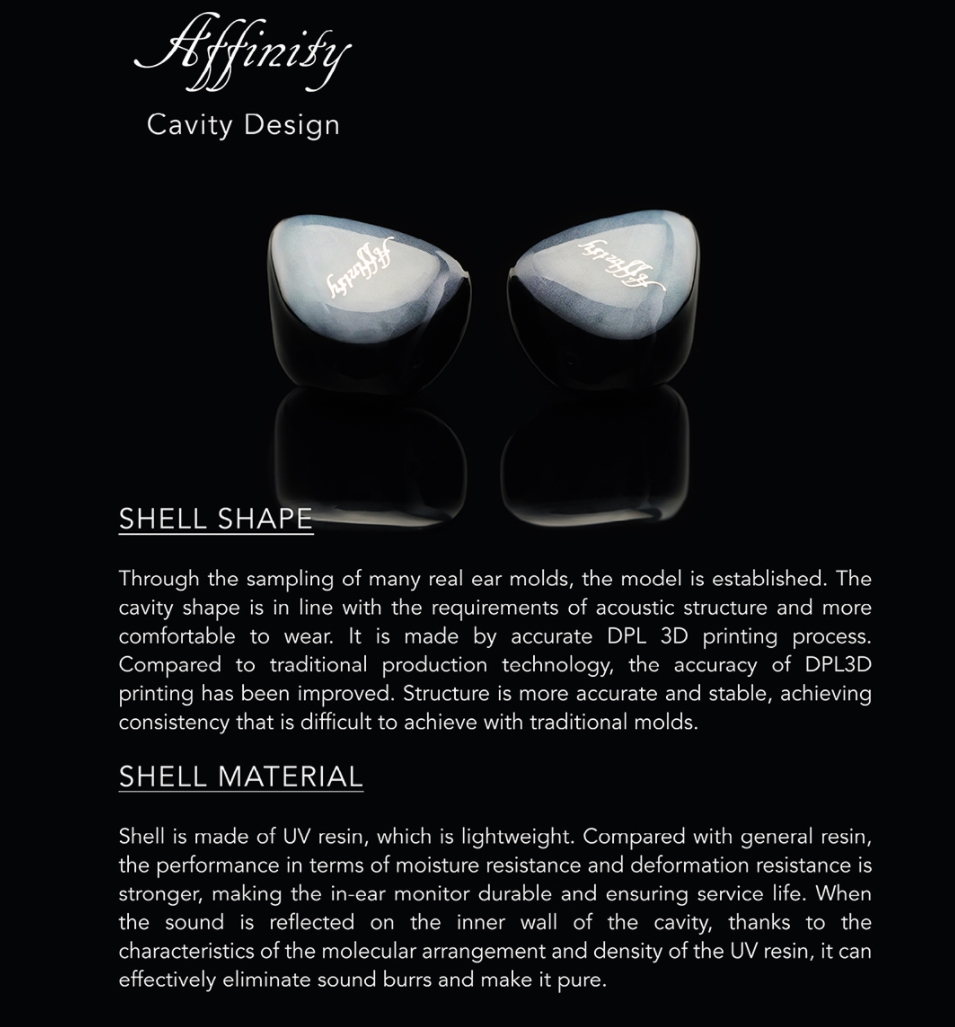 Affinity
Cavity Design
Affinity
Affinity
SHELL SHAPE
Through the sampling of many real ear molds, the model is established. The
cavity shape is in line with the requirements of acoustic structure and more
comfortable to wear. It is made by accurate DPL 3D printing process.
Compared to traditional production technology, the accuracy of DPL3D
printing has been improved. Structure is more accurate and stable, achieving
consistency that is difficult to achieve with traditional molds.
SHELL MATERIAL
Shell is made of UV resin, which is lightweight. Compared with general resin,
the performance in terms of moisture resistance and deformation resistance is
stronger, making the in-ear monitor durable and ensuring service life. When
the sound is reflected on the inner wall of the cavity, thanks to the
characteristics of the molecular arrangement and density of the UV resin, it can
effectively eliminate sound burrs and make it pure.